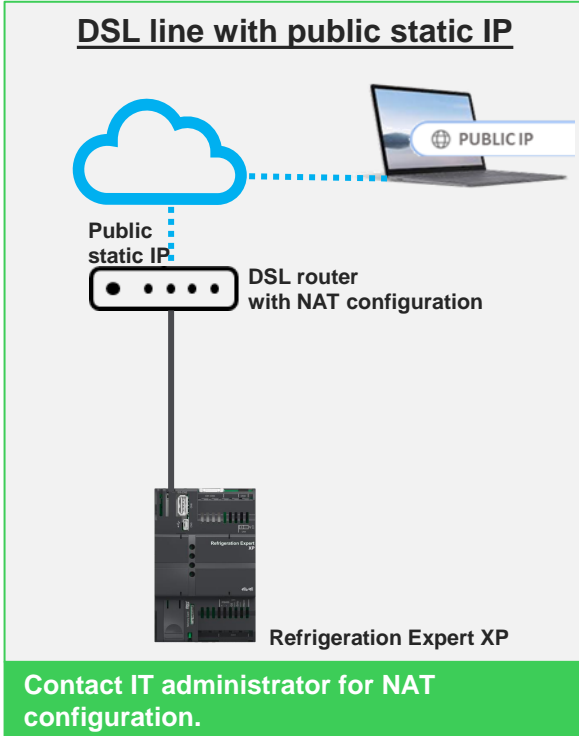 DSL line with public static IP
PUBLIC IP
Public
static IP
DSL router
with NAT configuration
Refrigeration Expert
XP
Refrigeration Expert XP
Contact IT administrator for NAT
configuration.